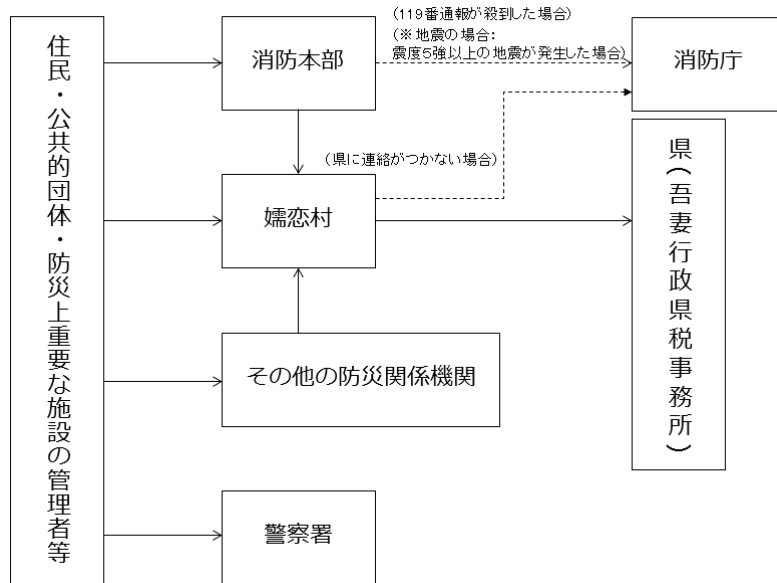 住民・公共的団体・防災上重要な施設の管理者等
消防本部
(119番通報が殺到した場合)
(※地震の場合:
震度5強以上の地震が発生した場合)
消防庁
(県に連絡がつかない場合)
嬬恋村
県(吾妻行政県税事務所)
その他の防災関係機関
警察署